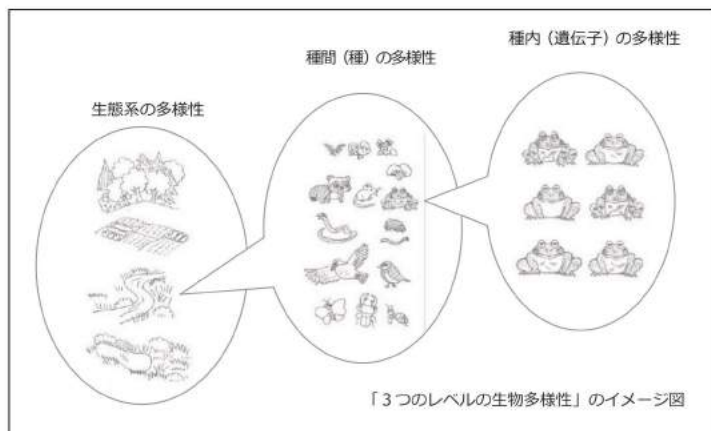 生態系の多様性
種間（種）の多様性
種内（遺伝子）の多様性
「３つのレベルの生物多様性」のイメージ図